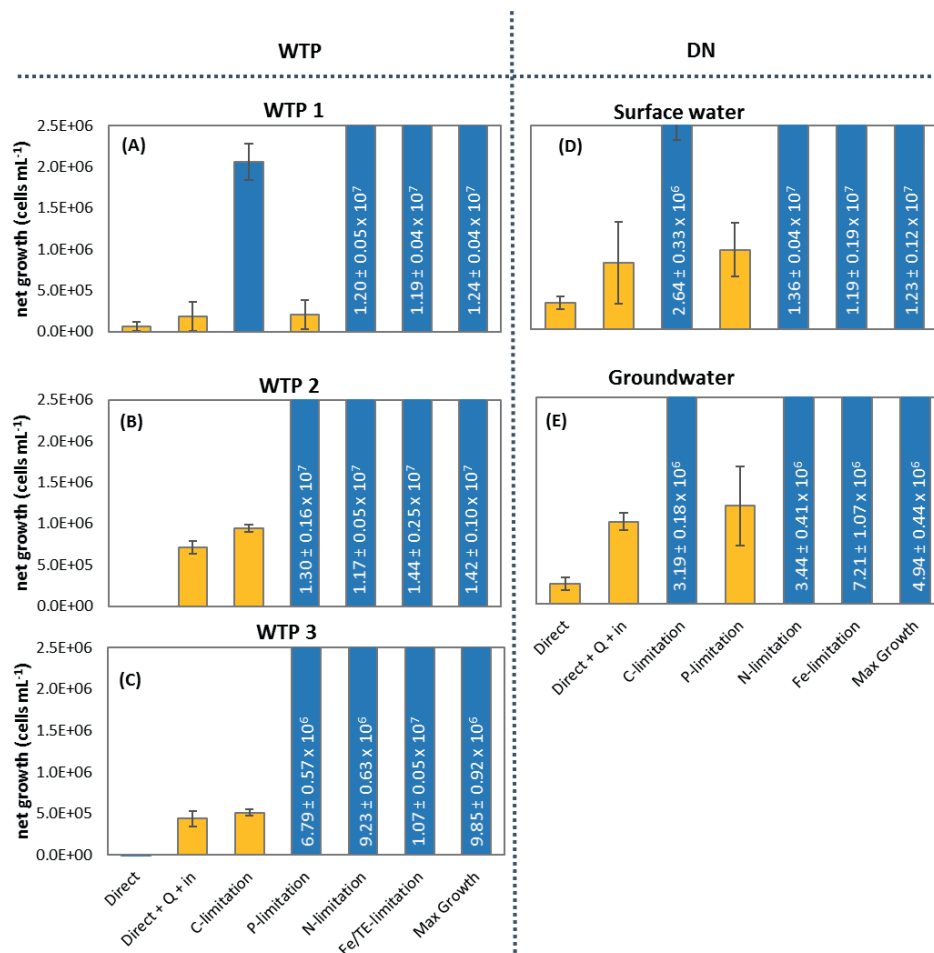 WTP
DN
WTP 1
(A)
net growth (cells mL⁻¹)
2.5E+06
2.0E+06
1.5E+06
1.0E+06
5.0E+05
0.0E+00
1.20 ± 0.05 x 10⁷
1.19 ± 0.04 x 10⁷
1.24 ± 0.04 x 10⁷
Surface water
(D)
2.64 ± 0.33 x 10⁶
1.36 ± 0.04 x 10⁷
1.19 ± 0.19 x 10⁷
1.23 ± 0.12 x 10⁷
WTP 2
(B)
net growth (cells mL⁻¹)
2.5E+06
2.0E+06
1.5E+06
1.0E+06
5.0E+05
0.0E+00
1.30 ± 0.16 x 10⁷
1.17 ± 0.05 x 10⁷
1.44 ± 0.25 x 10⁷
1.42 ± 0.10 x 10⁷
Groundwater
(E)
3.19 ± 0.18 x 10⁶
3.44 ± 0.41 x 10⁶
7.21 ± 1.07 x 10⁶
4.94 ± 0.44 x 10⁶
Direct
Direct + Q + in
C-limitation
P-limitation
N-limitation
Fe-limitation
Max Growth
WTP 3
(C)
net growth (cells mL⁻¹)
2.5E+06
2.0E+06
1.5E+06
1.0E+06
5.0E+05
0.0E+00
6.79 ± 0.57 x 10⁶
9.23 ± 0.63 x 10⁶
1.07 ± 0.05 x 10⁷
9.85 ± 0.92 x 10⁶
Direct
Direct + Q + in
C-limitation
P-limitation
N-limitation
Fe/TE-limitation
Max Growth